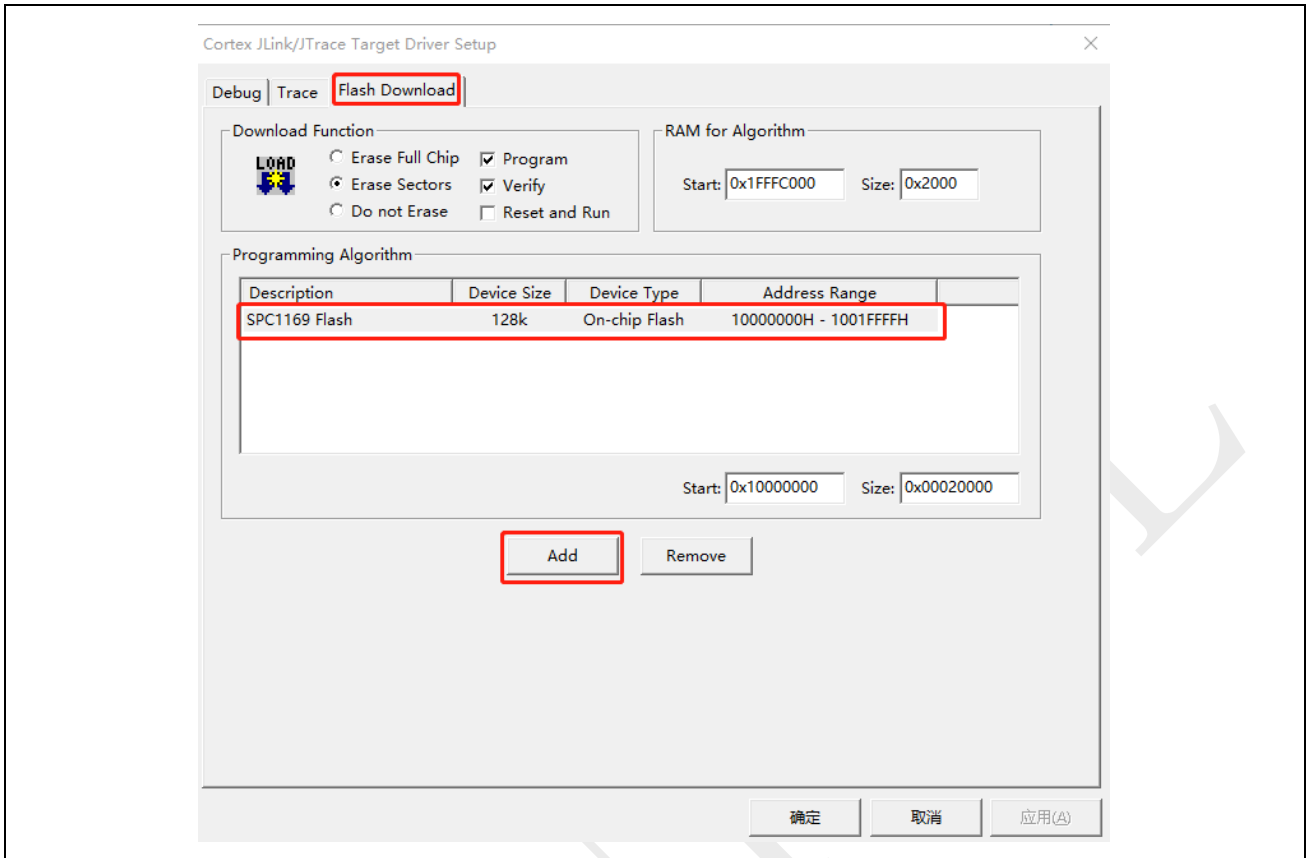 Cortex JLink/JTrace Target Driver Setup
Debug Trace Flash Download
Download Function
LOAD
Erase Full Chip
Erase Sectors
Do not Erase
Program
Verify
Reset and Run
RAM for Algorithm
Start: 0x1FFFC000 Size: 0x2000
Programming Algorithm
Description Device Size Device Type Address Range
SPC1169 Flash 128k On-chip Flash 10000000H - 1001FFFFH
Start: 0x10000000 Size: 0x00020000
Add Remove
确定 取消 应用(A)